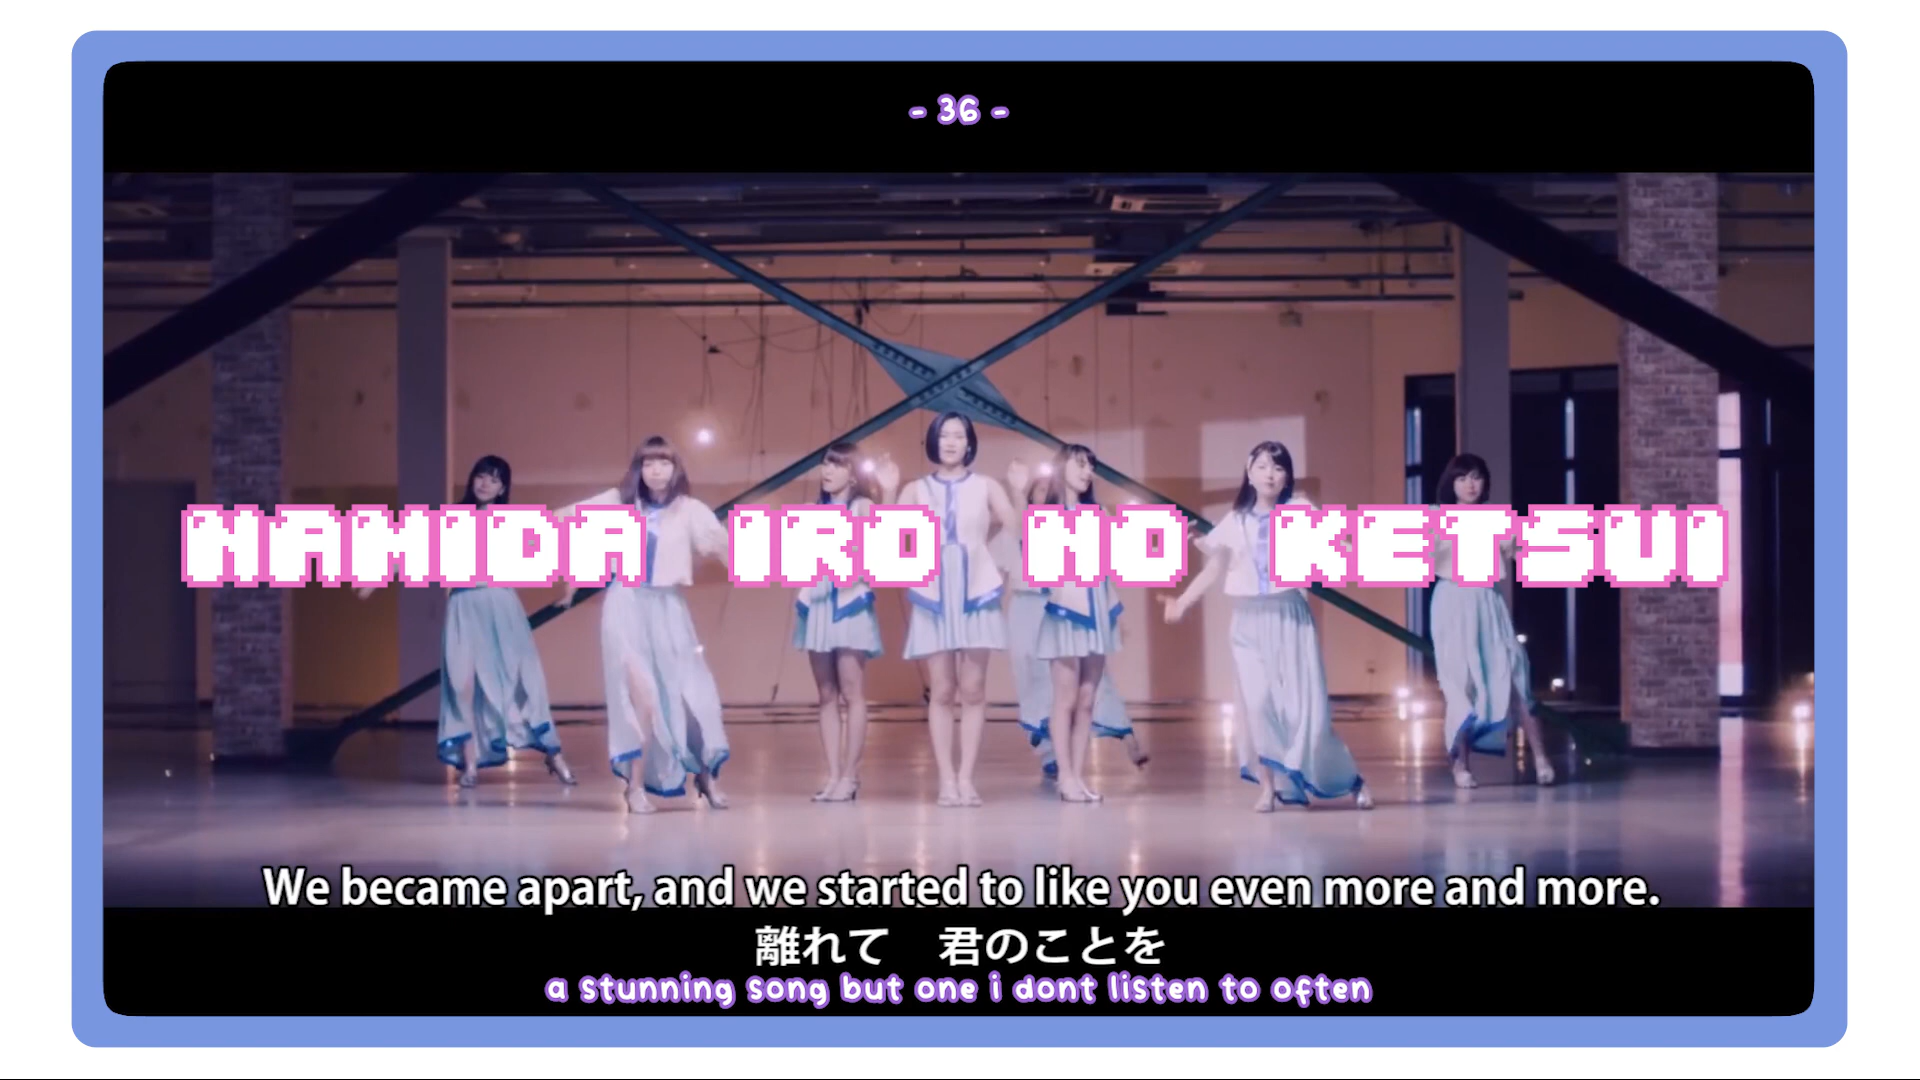 - 36 -
NAMIDA IRO NO KETSUI
We became apart, and we started to like you even more and more.
離れて　君のことを
a stunning song but one i dont listen to often